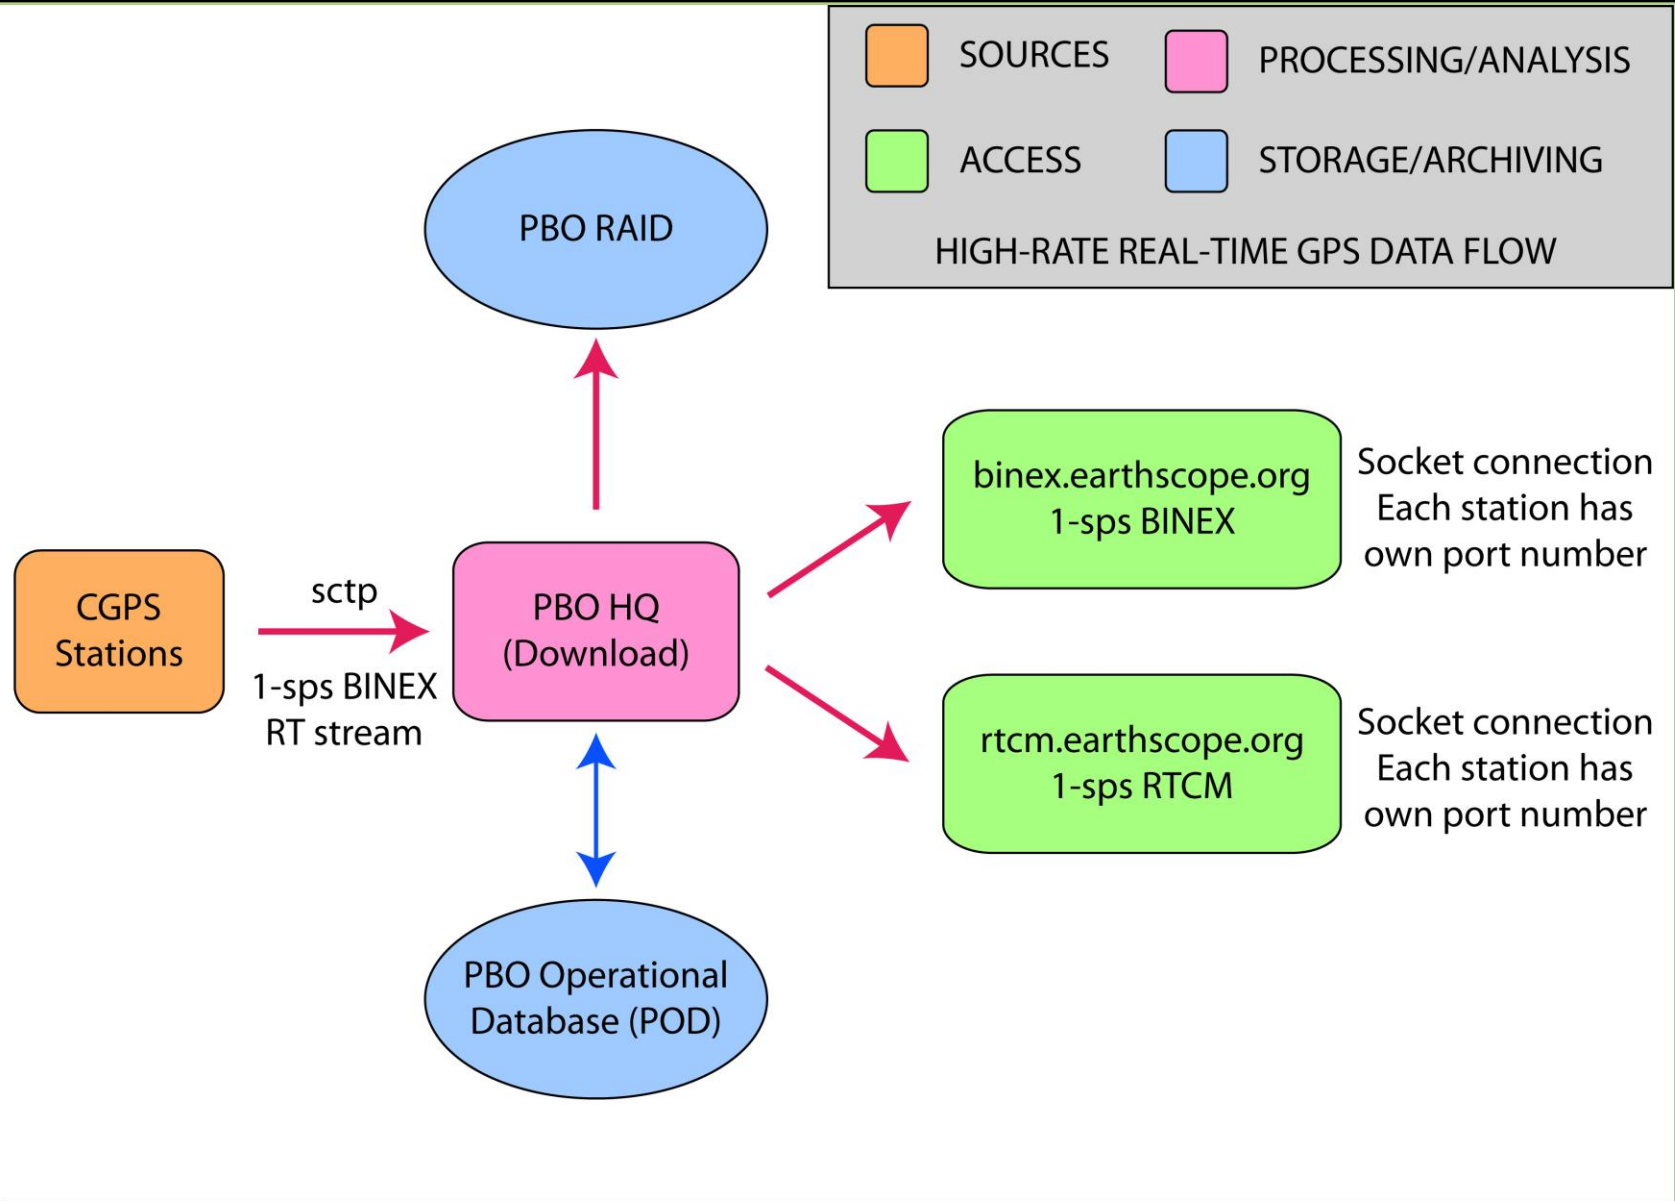 SOURCES
PROCESSING/ANALYSIS
ACCESS
STORAGE/ARCHIVING
HIGH-RATE REAL-TIME GPS DATA FLOW
PBO RAID
binex.earthscope.org
1-sps BINEX
Socket connection
Each station has
own port number
CGPS
Stations
sctp
1-sps BINEX
RT stream
PBO HQ
(Download)
rtcm.earthscope.org
1-sps RTCM
Socket connection
Each station has
own port number
PBO Operational
Database (POD)